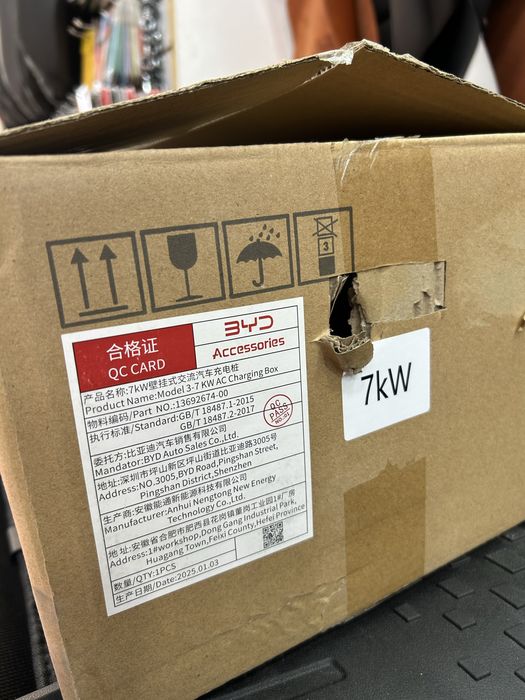 3
合格证
QC CARD
BYD
Accessories
7kW
产品名称:7kW壁挂式交流汽车充电桩
Product Name:Model 3-7 KW AC Charging Box
物料编码/Part NO.:13692674-00
执行标准/Standard:GB/T 18487.1-2015
GB/T 18487.2-2017
QC
PASS
委托方:比亚迪汽车销售有限公司
Mandator:BYD Auto Sales Co.,Ltd.
地址:深圳市坪山新区坪山街道比亚迪路3005号
Address:NO.3005,BYD Road,Pingshan Street,
Pingshan District,Shenzhen
生产商:安徽能通新能源科技有限公司
Manufacturer:Anhui Nengtong New Energy
Technology Co.,Ltd.
地址:安徽省合肥市肥西县花岗镇董岗工业园1#厂房
Address:1#workshop,Dong Gang Industrial Park,
Huagang Town,Feixi County,Hefei Province
数量/QTY:1PCS
生产日期/Date:2025.01.03